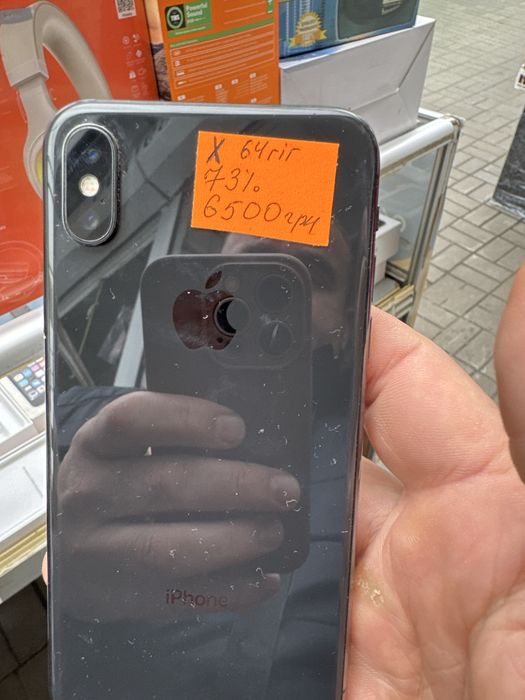 Powerful
Sound
X 64гіг
73%
6500грн
iPhone